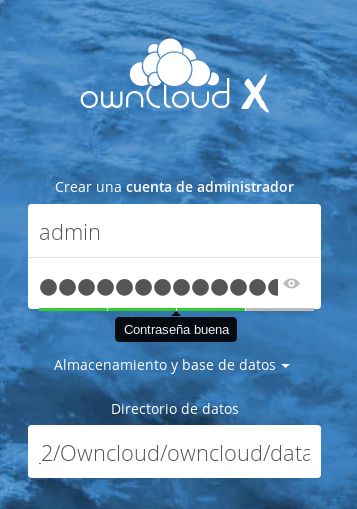 ownCloud X
Crear una cuenta de administrador
admin
Contraseña buena
Almacenamiento y base de datos
Directorio de datos
2/Owncloud/owncloud/data